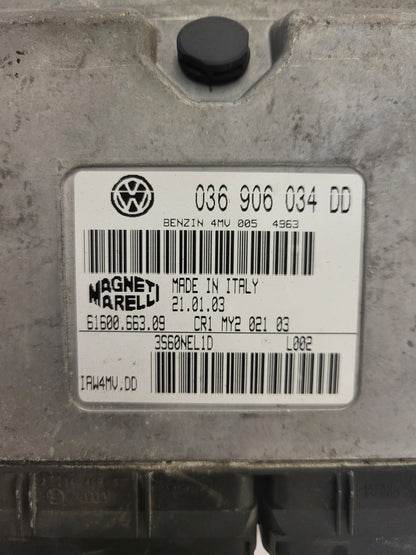 036 906 034 DD
BENZIN 4MV 005 4963
MAGNETI
MARELLI
MADE IN ITALY
21.01.03
61600.663.09 CR1 MY2 021 03
3S60NEL1D L002
IAW4MV.DD